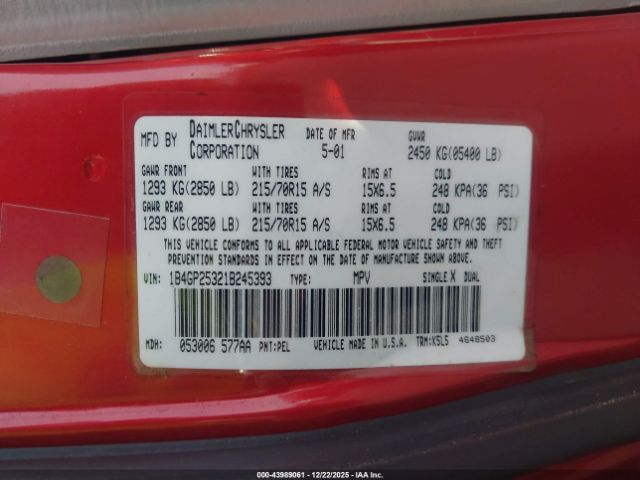 MFD BY DAIMLERCHRYSLER CORPORATION DATE OF MFR 5-01 GVWR 2450 KG(05400 LB)
GAWR FRONT WITH TIRES RIMS AT COLD
1293 KG(2850 LB) 215/70R15 A/S 15X6.5 248 KPA(36 PSI)
GAWR REAR WITH TIRES RIMS AT COLD
1293 KG(2850 LB) 215/70R15 A/S 15X6.5 248 KPA(36 PSI)
THIS VEHICLE CONFORMS TO ALL APPLICABLE FEDERAL MOTOR VEHICLE SAFETY AND THEFT
PREVENTION STANDARDS IN EFFECT ON THE DATE OF MANUFACTURE SHOWN ABOVE.
VIN: 1B4GP25321B245393 TYPE: MPV SINGLE X DUAL
MDH: 053006 577AA PNT:PEL VEHICLE MADE IN U.S.A. TRM:K5L5 4648503
000-43989061 - 12/22/2025 - IAA Inc.